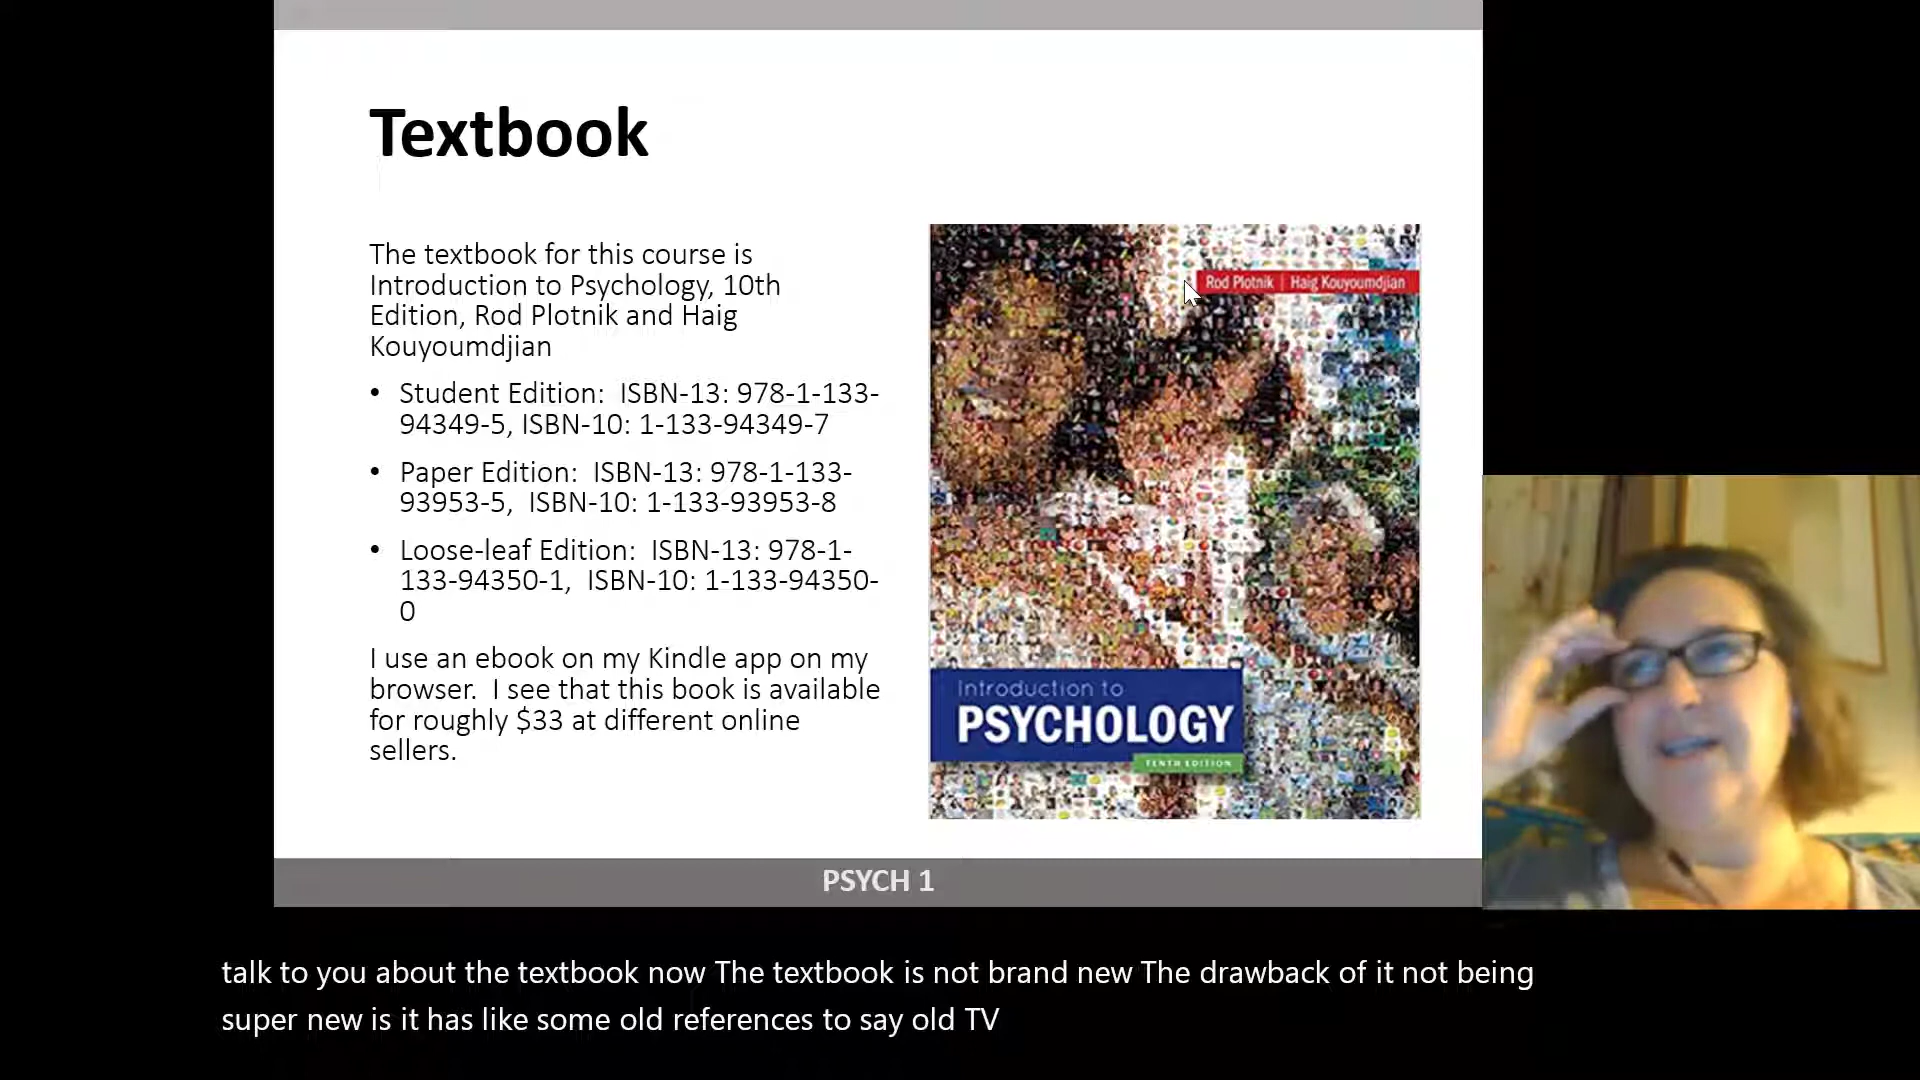 Textbook
The textbook for this course is
Introduction to Psychology, 10th
Edition, Rod Plotnik and Haig
Kouyoumdjian
• Student Edition:  ISBN-13: 978-1-133-
94349-5, ISBN-10: 1-133-94349-7
• Paper Edition:  ISBN-13: 978-1-133-
93953-5,  ISBN-10: 1-133-93953-8
• Loose-leaf Edition:  ISBN-13: 978-1-
133-94350-1,  ISBN-10: 1-133-94350-
0
I use an ebook on my Kindle app on my
browser.  I see that this book is available
for roughly $33 at different online
sellers.
Rod Plotnik | Haig Kouyoumdjian
Introduction to
PSYCHOLOGY
TENTH EDITION
PSYCH 1
talk to you about the textbook now The textbook is not brand new The drawback of it not being
super new is it has like some old references to say old TV